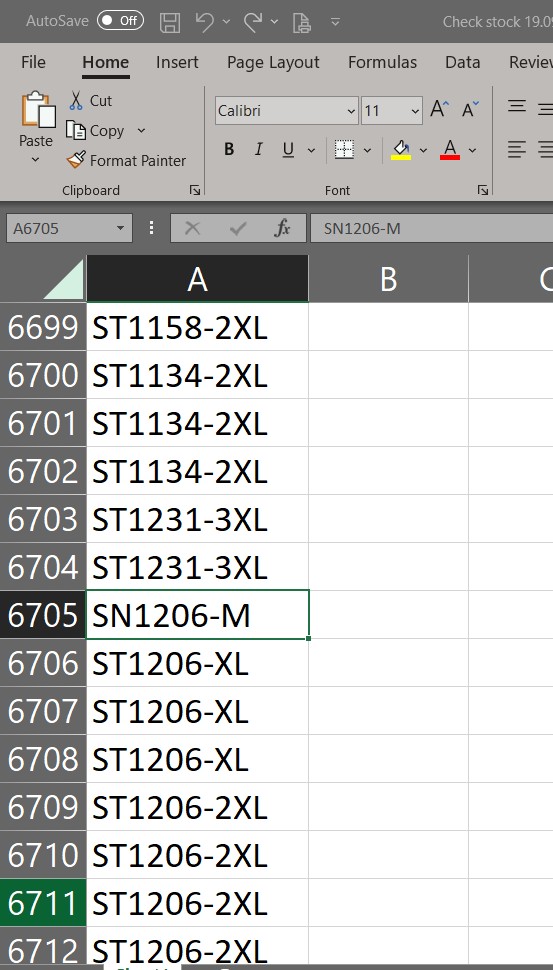 AutoSave Off Check stock 19.09
File Home Insert Page Layout Formulas Data Review
Cut
Copy
Paste Format Painter
Calibri 11 A A
B I U A
Clipboard Font
A6705 fx SN1206-M
A B C
6699 ST1158-2XL
6700 ST1134-2XL
6701 ST1134-2XL
6702 ST1134-2XL
6703 ST1231-3XL
6704 ST1231-3XL
6705 SN1206-M
6706 ST1206-XL
6707 ST1206-XL
6708 ST1206-XL
6709 ST1206-2XL
6710 ST1206-2XL
6711 ST1206-2XL
6712 ST1206-2XL